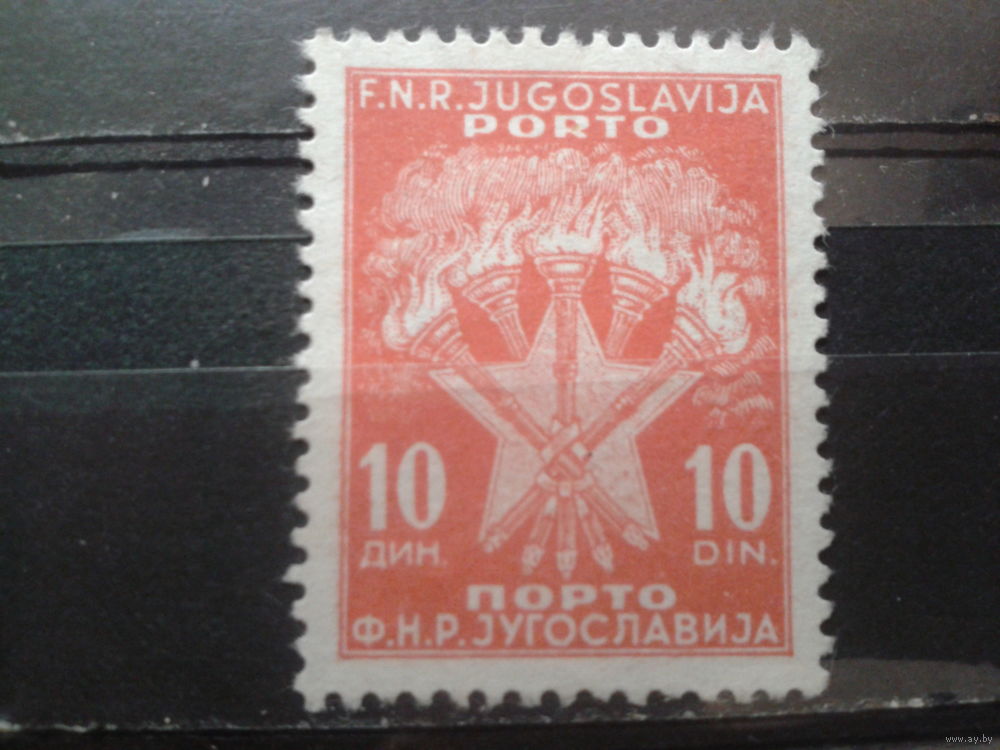 F.N.R.JUGOSLAVIJA
PORTO
10 10
ДИН. DIN.
ПОРТО
Ф.Н.Р.ЈУГОСЛАВИЈА
www.ay.by